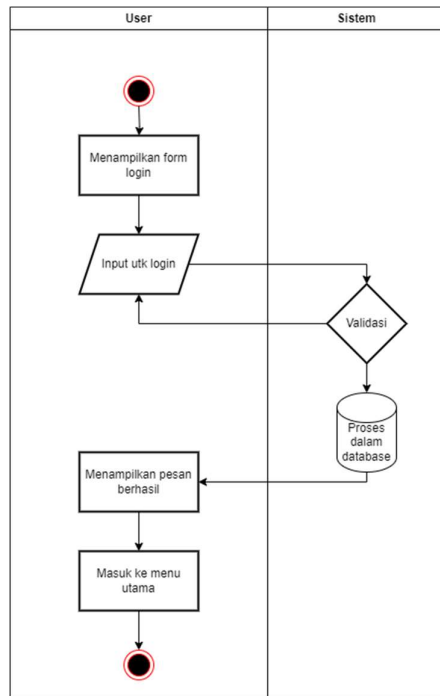 User
Sistem
Menampilkan form
login
Input utk login
Validasi
Proses
dalam
database
Menampilkan pesan
berhasil
Masuk ke menu
utama